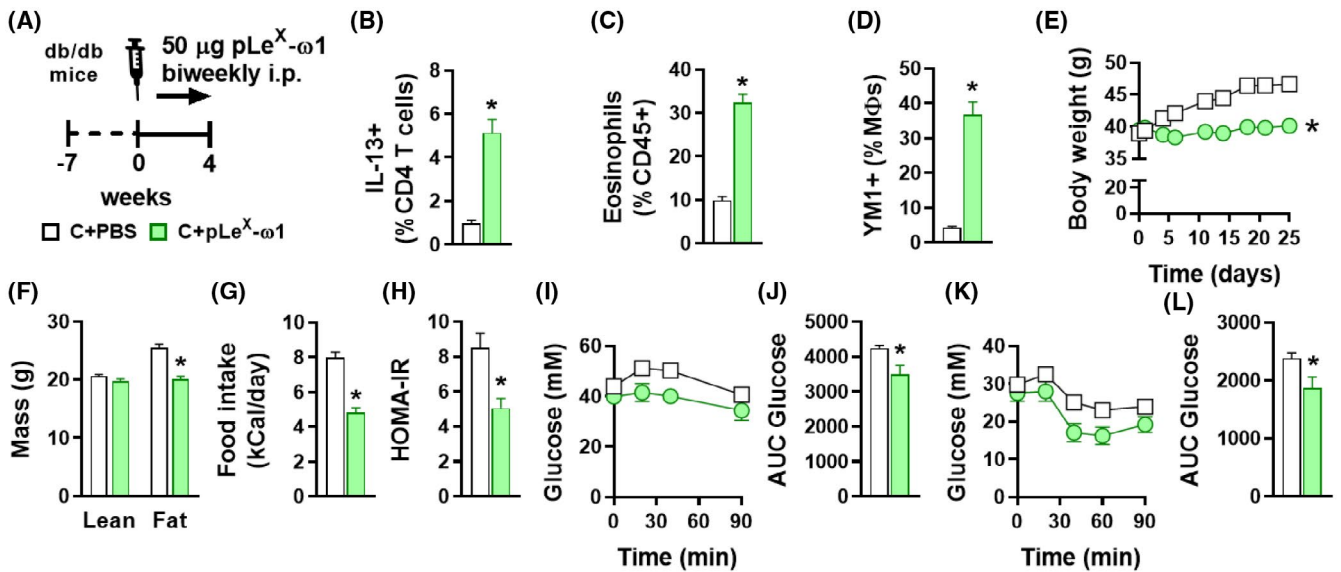 (A)
db/db
mice
50 μg pLe^X-ω1
biweekly i.p.
-7
0
4
weeks
C+PBS
C+pLe^X-ω1
(B)
IL-13+
(% CD4 T cells)
8
6
4
2
0
*
(C)
Eosinophils
(% CD45+)
40
30
20
10
0
*
(D)
YM1+ (% MΦs)
50
40
30
20
10
0
*
(E)
Body weight (g)
50
45
40
35
20
0
0
5
10
15
20
25
*
Time (days)
(F)
Mass (g)
30
20
10
0
*
Lean
Fat
(G)
Food intake
(kCal/day)
10
8
6
4
2
0
*
(H)
HOMA-IR
10
8
6
4
2
0
*
(I)
Glucose (mM)
60
40
20
0
0
30
60
90
Time (min)
(J)
AUC Glucose
5000
4000
3000
2000
1000
0
*
(K)
Glucose (mM)
40
30
20
10
0
0
30
60
90
Time (min)
(L)
AUC Glucose
3000
2000
1000
0
*